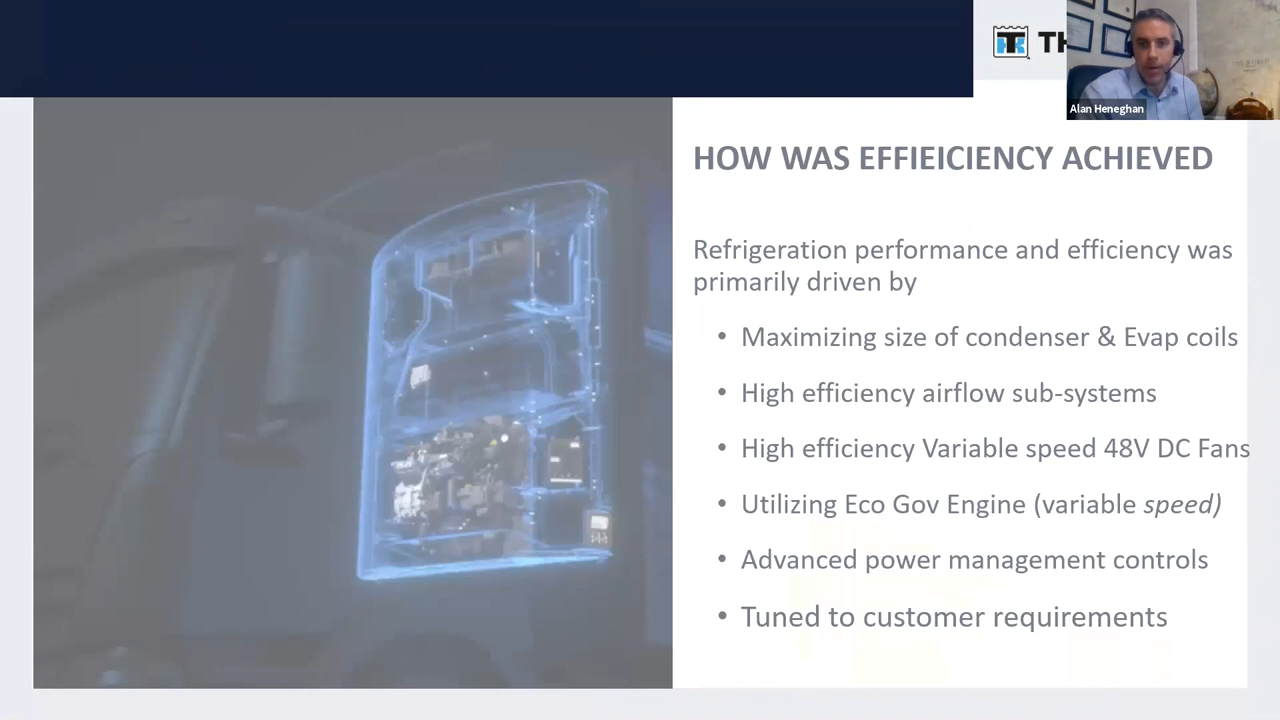 TH
Alan Heneghan
HOW WAS EFFIEICIENCY ACHIEVED
Refrigeration performance and efficiency was
primarily driven by
• Maximizing size of condenser & Evap coils
• High efficiency airflow sub-systems
• High efficiency Variable speed 48V DC Fans
• Utilizing Eco Gov Engine (variable speed)
• Advanced power management controls
• Tuned to customer requirements